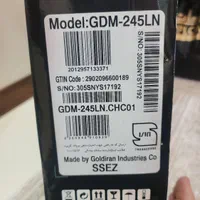 Model:GDM-245LN
2012957133371
GTIN Code : 2902096600189
S/NO:305SNYS17192
GDM-245LN.CHC01
Made by Goldiran Industries Co
SSEZ
S/NO:305SNYS17192